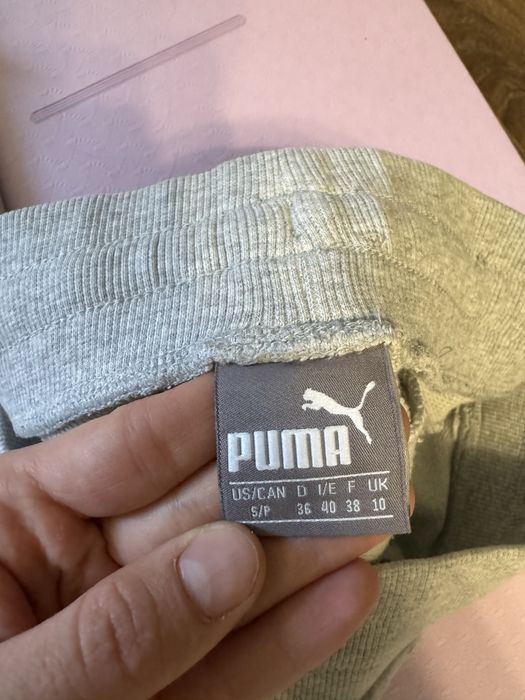 PUMA
US/CAN D I/E F UK
S/P 36 40 38 10